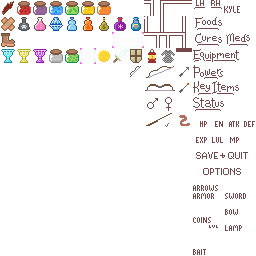 LH RH KYLE
Foods
Cures Meds
Equipment
Powers
Key Items
Status
HP EN ATK DEF
EXP LVL MP
SAVE+QUIT
OPTIONS
ARROWS
ARMOR SWORD
BOW
COINS LVL LAMP
BAIT